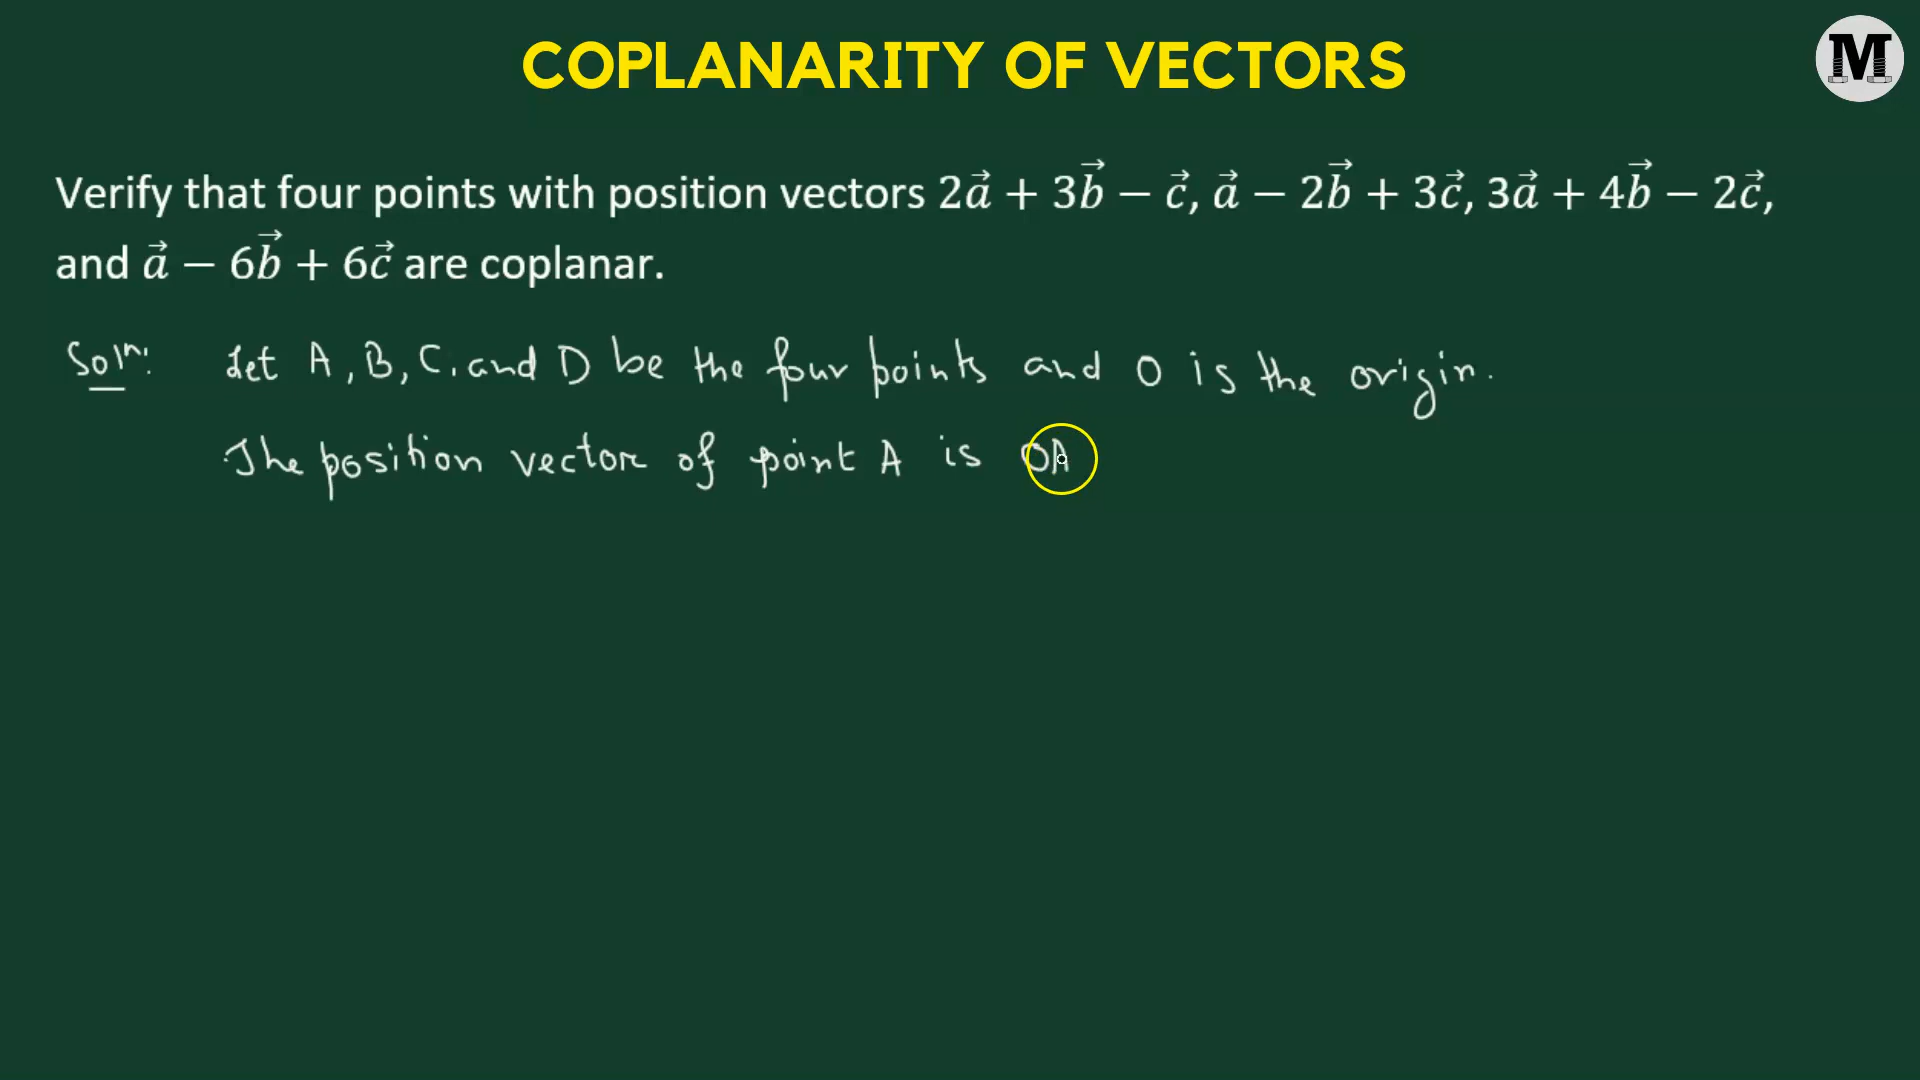 COPLANARITY OF VECTORS
M
Verify that four points with position vectors 2a⃗ + 3b⃗ − c⃗, a⃗ − 2b⃗ + 3c⃗, 3a⃗ + 4b⃗ − 2c⃗,
and a⃗ − 6b⃗ + 6c⃗ are coplanar.
Soln: Let A, B, C, and D be the four points and O is the origin.
The position vector of point A is OA